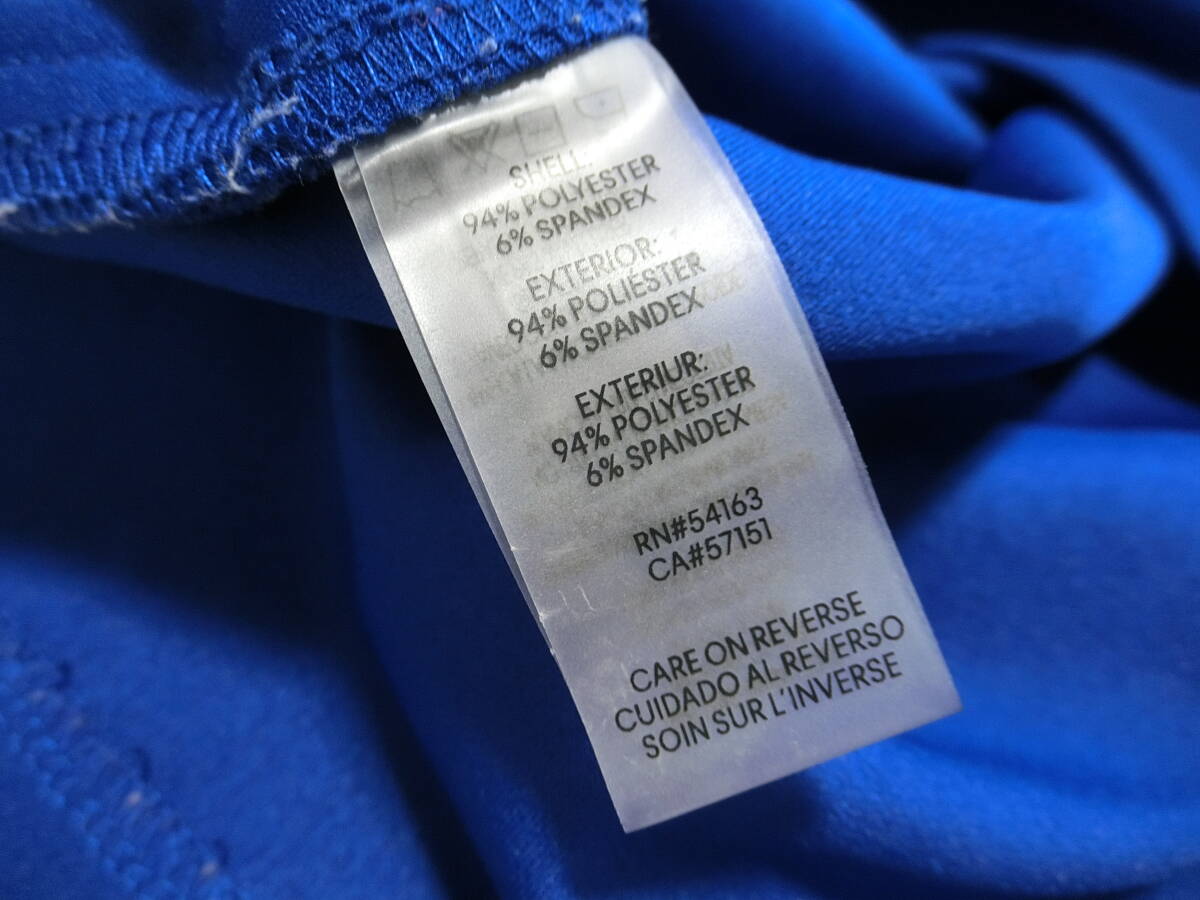 SHELL:
94% POLYESTER
6% SPANDEX
EXTERIOR:
94% POLIÉSTER
6% SPANDEX
EXTERIUR:
94% POLYESTER
6% SPANDEX
RN#54163
CA#57151
CARE ON REVERSE
CUIDADO AL REVERSO
SOIN SUR L'INVERSE